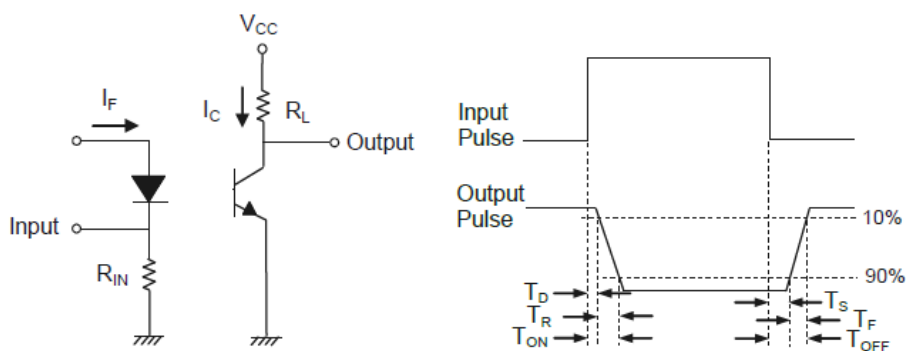 V_CC
I_F
I_C
R_L
Output
Input
R_IN
Input
Pulse
Output
Pulse
10%
90%
T_D
T_R
T_ON
T_S
T_F
T_OFF